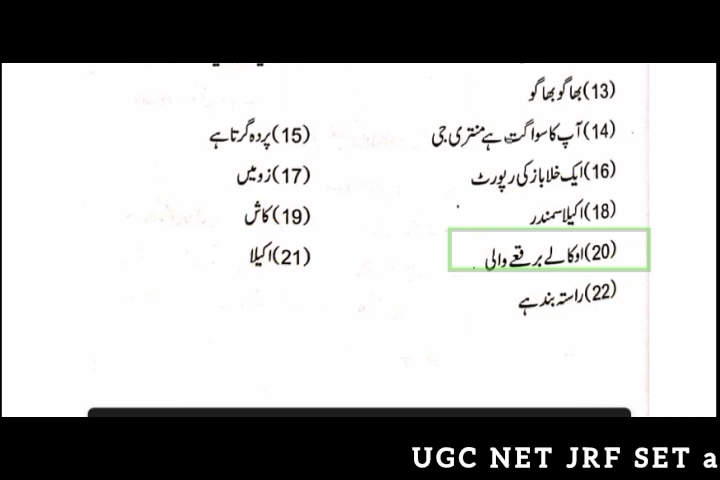 (13) بھاگو بھاگو
(14) آپ کا سواگت ہے منتری جی (15) پردہ گرتا ہے
(16) ایک خلاباز کی رپورٹ (17) زو میں
(18) اکیلا سمندر (19) کاش
(20) او کالے برقعے والی (21) اکیلا
(22) راستہ بند ہے
UGC NET JRF SET a